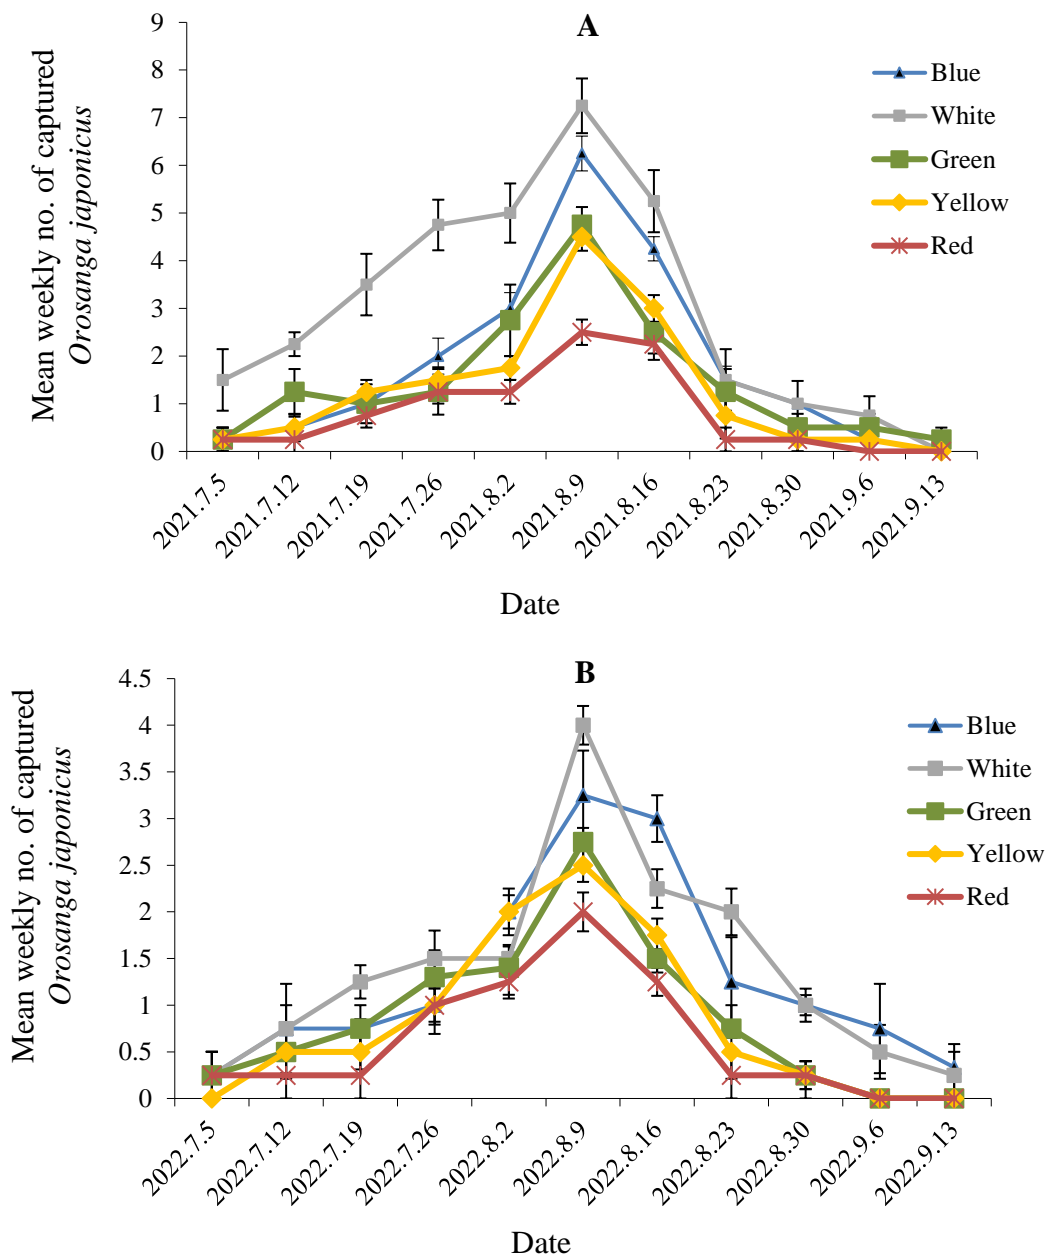 A
Mean weekly no. of captured
Orosanga japonicus
9
8
7
6
5
4
3
2
1
0
Blue
White
Green
Yellow
Red
2021.7.5
2021.7.12
2021.7.19
2021.7.26
2021.8.2
2021.8.9
2021.8.16
2021.8.23
2021.8.30
2021.9.6
2021.9.13
Date
B
Mean weekly no. of captured
Orosanga japonicus
4.5
4
3.5
3
2.5
2
1.5
1
0.5
0
Blue
White
Green
Yellow
Red
2022.7.5
2022.7.12
2022.7.19
2022.7.26
2022.8.2
2022.8.9
2022.8.16
2022.8.23
2022.8.30
2022.9.6
2022.9.13
Date